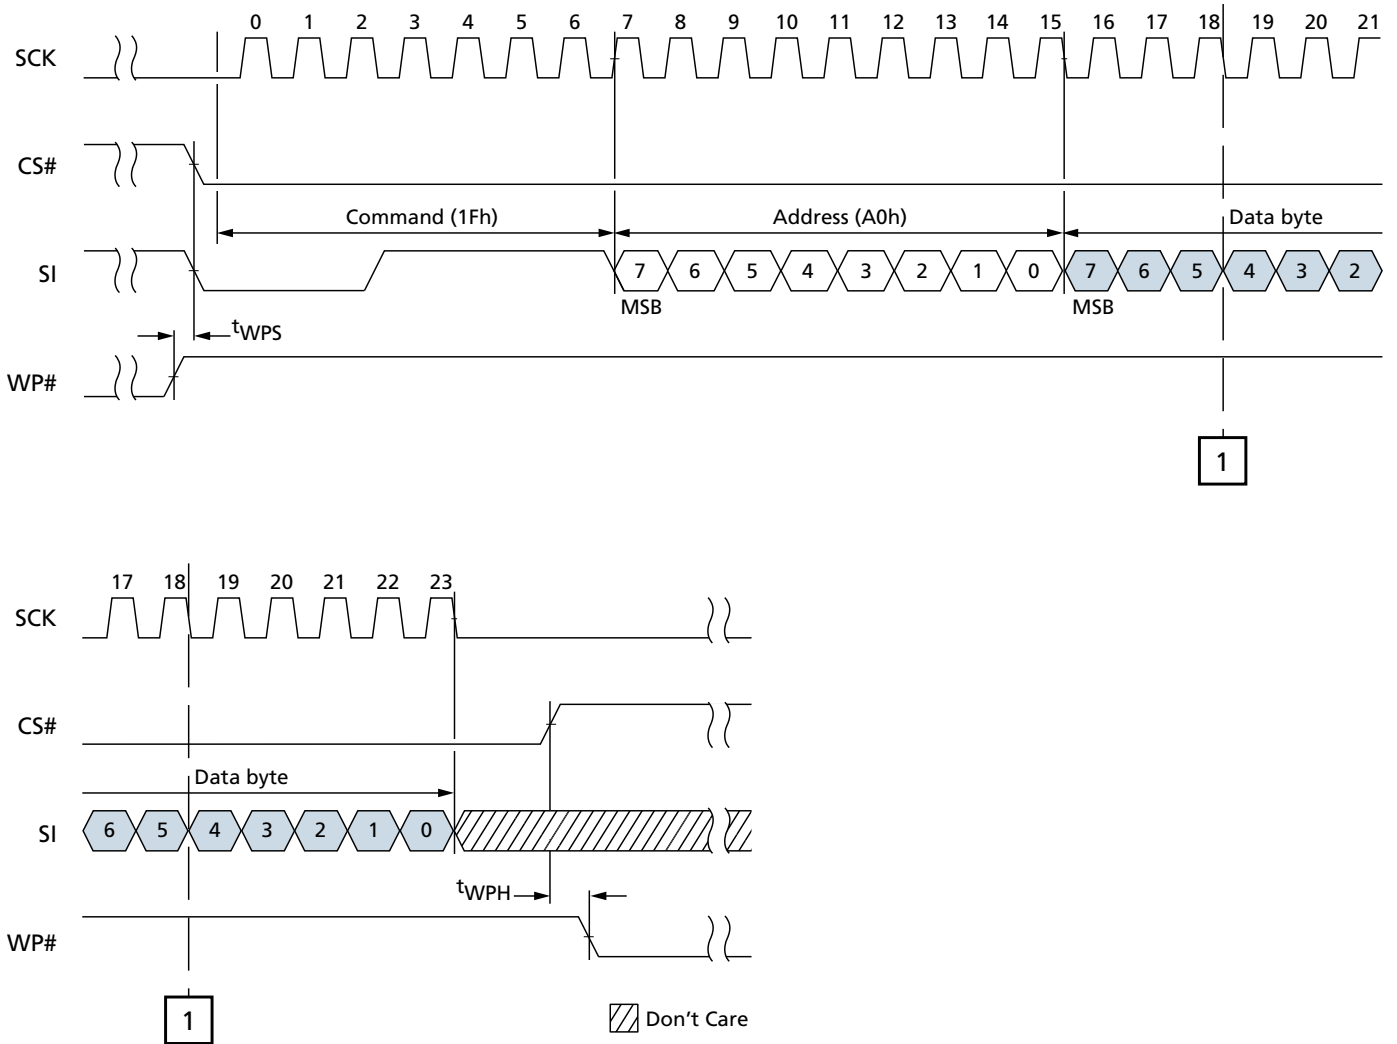 0 1 2 3 4 5 6 7 8 9 10 11 12 13 14 15 16 17 18 19 20 21
SCK
CS#
Command (1Fh) Address (A0h) Data byte
SI 7 6 5 4 3 2 1 0 7 6 5 4 3 2
MSB MSB
tWPS
WP#
1
17 18 19 20 21 22 23
SCK
CS#
Data byte
SI 6 5 4 3 2 1 0
tWPH
WP#
1
Don't Care